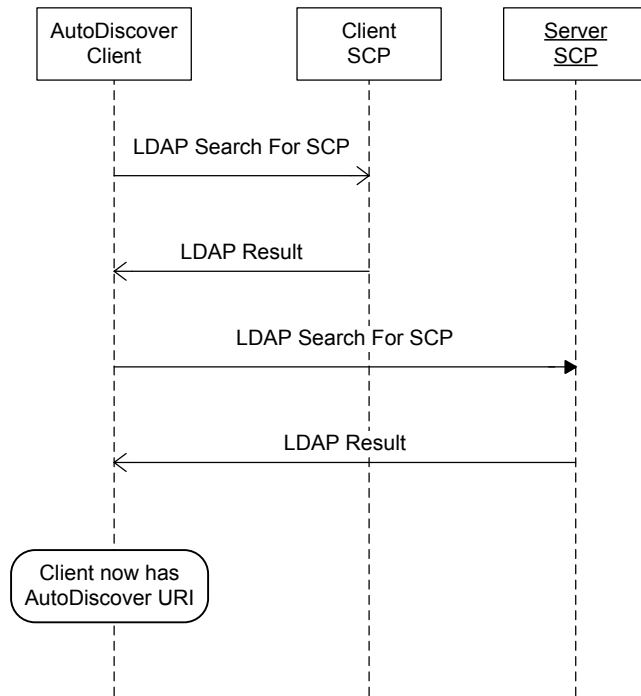 AutoDiscover
Client
Client
SCP
Server
SCP
LDAP Search For SCP
LDAP Result
LDAP Search For SCP
LDAP Result
Client now has
AutoDiscover URI